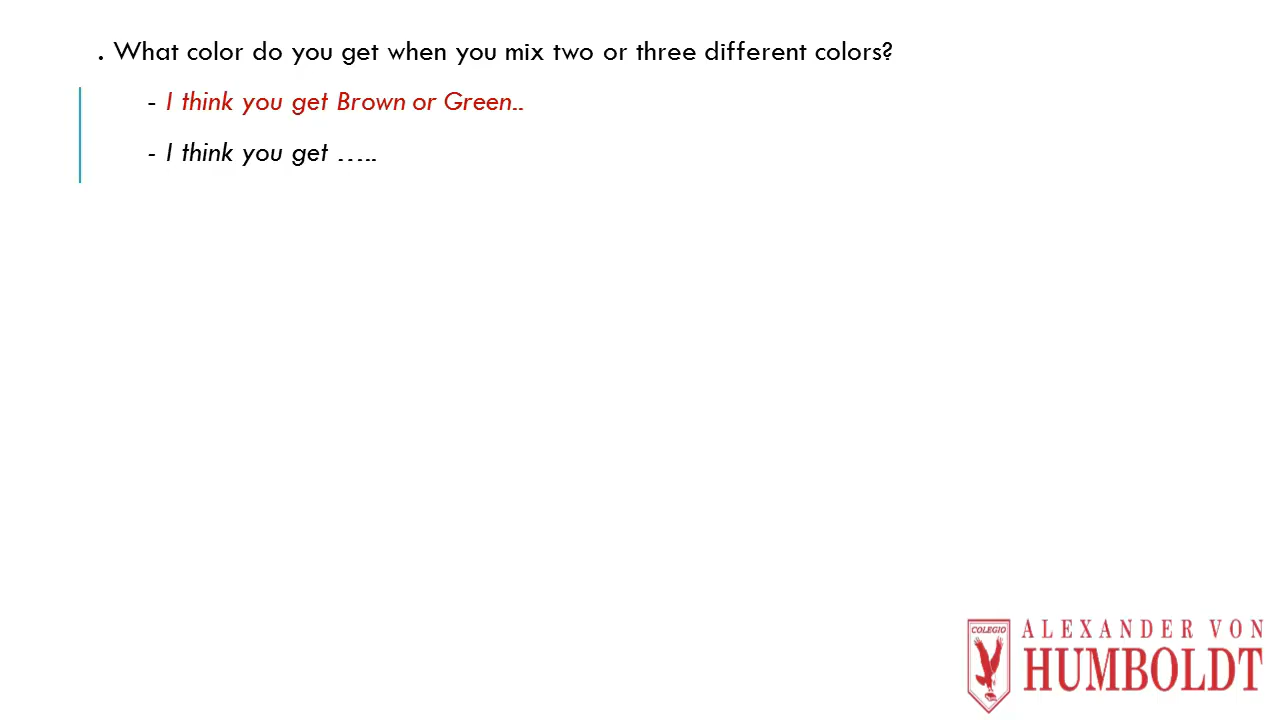 . What color do you get when you mix two or three different colors?
- I think you get Brown or Green..
- I think you get …..
COLEGIO
ALEXANDER VON
HUMBOLDT